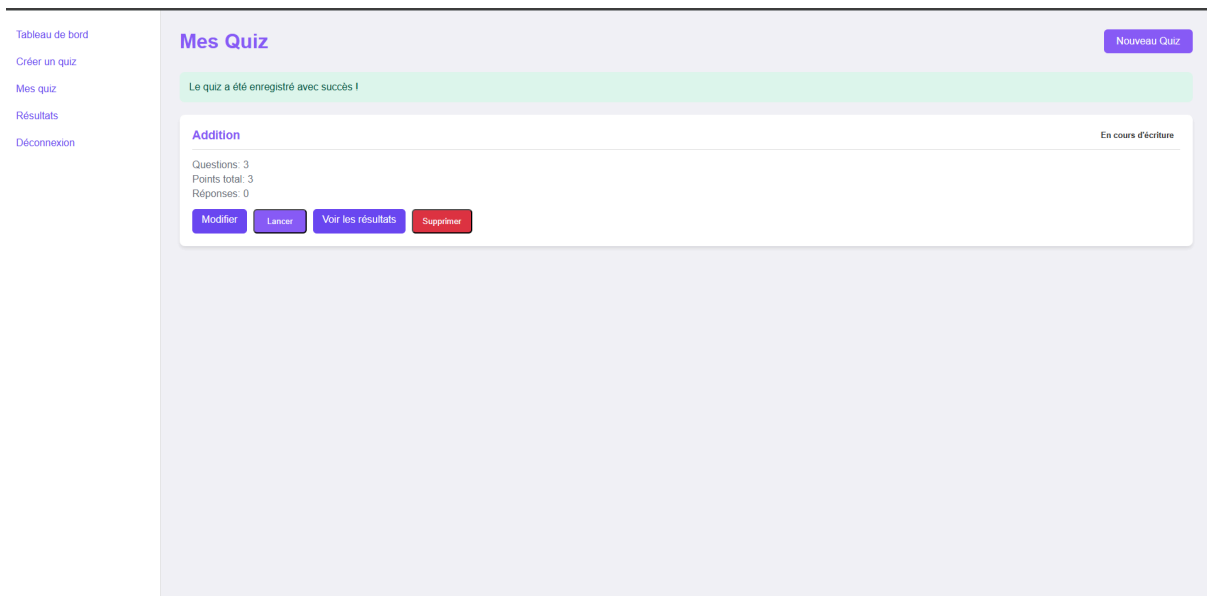 Tableau de bord
Créer un quiz
Mes quiz
Résultats
Déconnexion
Mes Quiz
Nouveau Quiz
Le quiz a été enregistré avec succès !
Addition
En cours d'écriture
Questions: 3
Points total: 3
Réponses: 0
Modifier Lancer Voir les résultats Supprimer